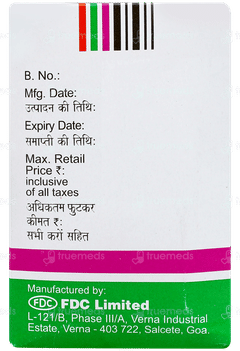 B. No.:
Mfg. Date:
उत्पादन की तिथि:
Expiry Date:
समाप्ती की तिथि:
Max. Retail
Price ₹:
inclusive
of all taxes
अधिकतम फुटकर
कीमत ₹:
सभी करों सहित
Manufactured by:
FDC FDC Limited
L-121/B, Phase III/A, Verna Industrial
Estate, Verna - 403 722, Salcete, Goa.
truemeds
truemeds
truemeds
truemeds